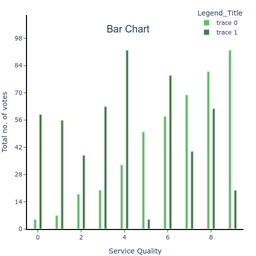 Legend_Title
trace 0
trace 1
Bar Chart
Total no. of votes
98
84
70
56
42
28
14
0
0 2 4 6 8
Service Quality